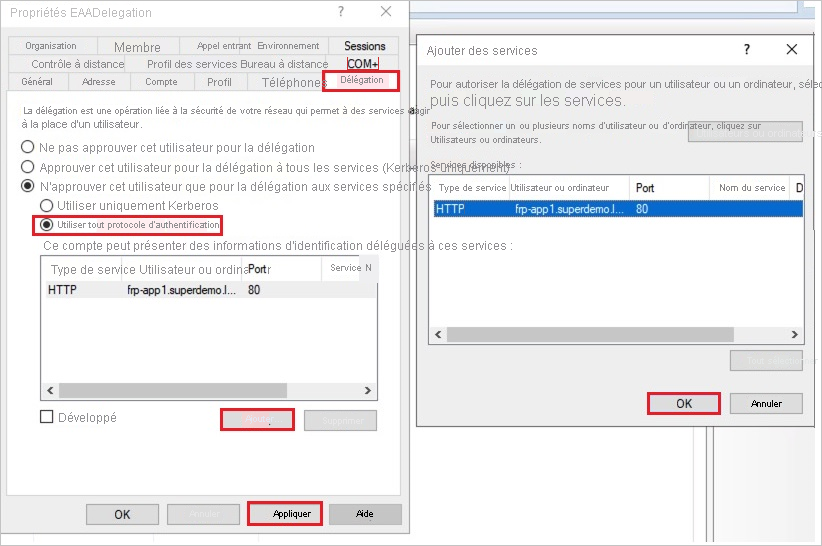 Propriétés EAADelegation
?
Organisation Membre Appel entrant Environnement Sessions
Contrôle à distance Profil des services Bureau à distance COM+
Général Adresse Compte Profil Téléphones Délégation
La délégation est une opération liée à la sécurité de votre réseau qui permet à des services d'agir
à la place d'un utilisateur.
Ne pas approuver cet utilisateur pour la délégation
Approuver cet utilisateur pour la délégation à tous les services (Kerberos uniquement)
N'approuver cet utilisateur que pour la délégation aux services spécifiés
Utiliser uniquement Kerberos
Utiliser tout protocole d'authentification
Ce compte peut présenter des informations d'identification déléguées à ces services :
Type de service Utilisateur ou ordinateur Port Service N
HTTP frp-app1.superdemo.l... 80
Développé
Ajouter
Supprimer
OK
Annuler
Appliquer
Aide
Ajouter des services
?
Pour autoriser la délégation de services pour un utilisateur ou un ordinateur,
puis cliquez sur les services.
Pour sélectionner un ou plusieurs noms d'utilisateur ou d'ordinateur, cliquez sur
Utilisateurs ou ordinateurs.
ou ordinateurs
Services disponibles :
Type de service Utilisateur ou ordinateur Port Nom du service D
HTTP frp-app1.superdemo.l... 80
Tout sélectionner
OK
Annuler